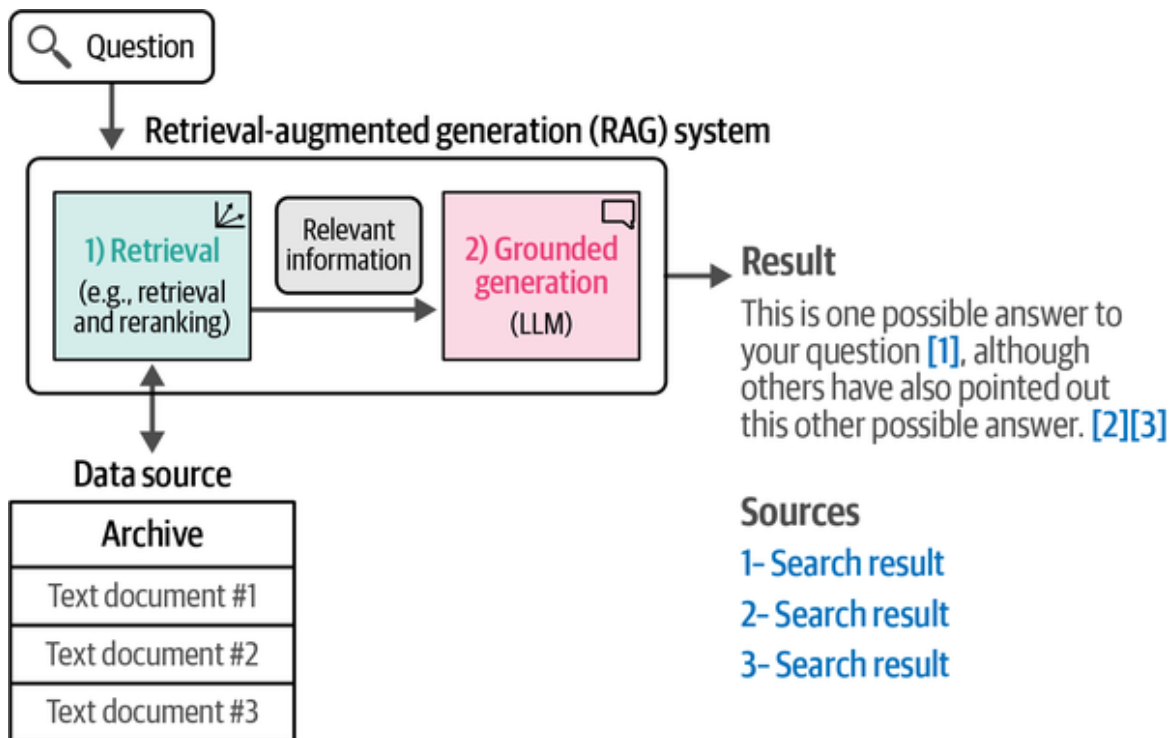 Question
Retrieval-augmented generation (RAG) system
1) Retrieval
(e.g., retrieval
and reranking)
Relevant
information
2) Grounded
generation
(LLM)
Result
This is one possible answer to
your question [1], although
others have also pointed out
this other possible answer. [2][3]
Data source
Archive
Text document #1
Text document #2
Text document #3
Sources
1– Search result
2– Search result
3– Search result